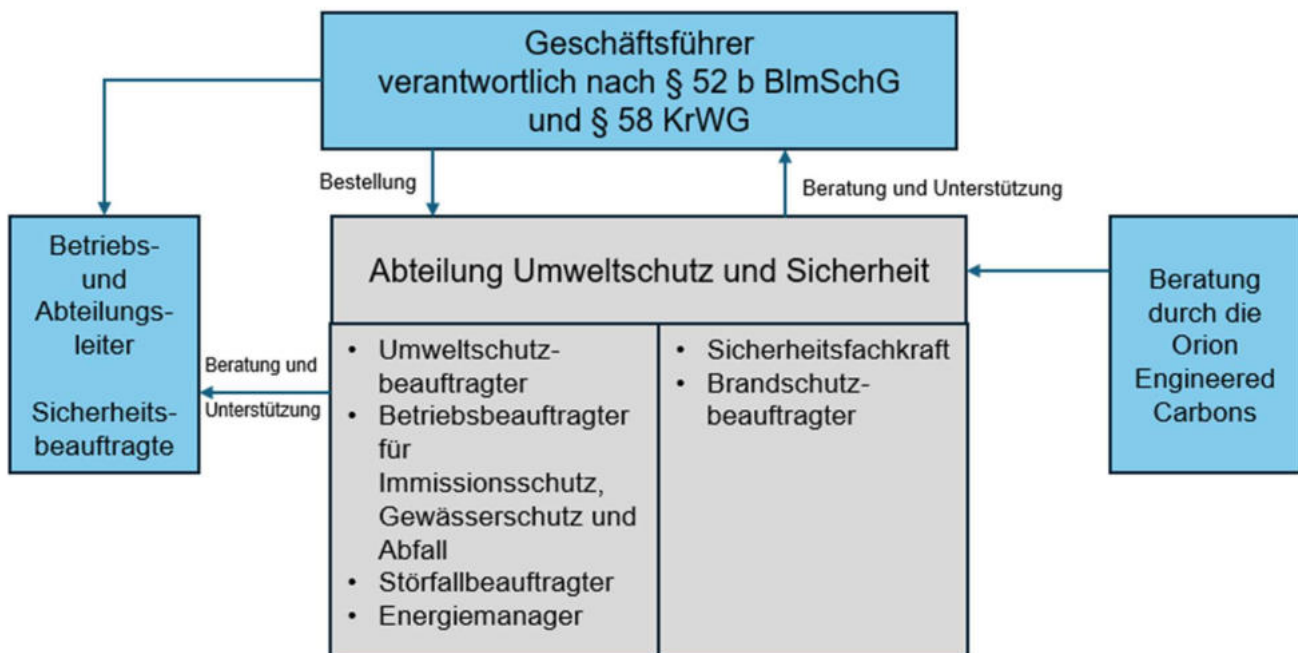 Geschäftsführer
verantwortlich nach § 52 b BImSchG
und § 58 KrWG
Bestellung
Beratung und Unterstützung
Betriebs-
und
Abteilungs-
leiter
Sicherheits-
beauftragte
Beratung und
Unterstützung
Abteilung Umweltschutz und Sicherheit
• Umweltschutz-
beauftragter
• Betriebsbeauftragter
für
Immissionsschutz,
Gewässerschutz und
Abfall
• Störfallbeauftragter
• Energiemanager
• Sicherheitsfachkraft
• Brandschutz-
beauftragter
Beratung
durch die
Orion
Engineered
Carbons